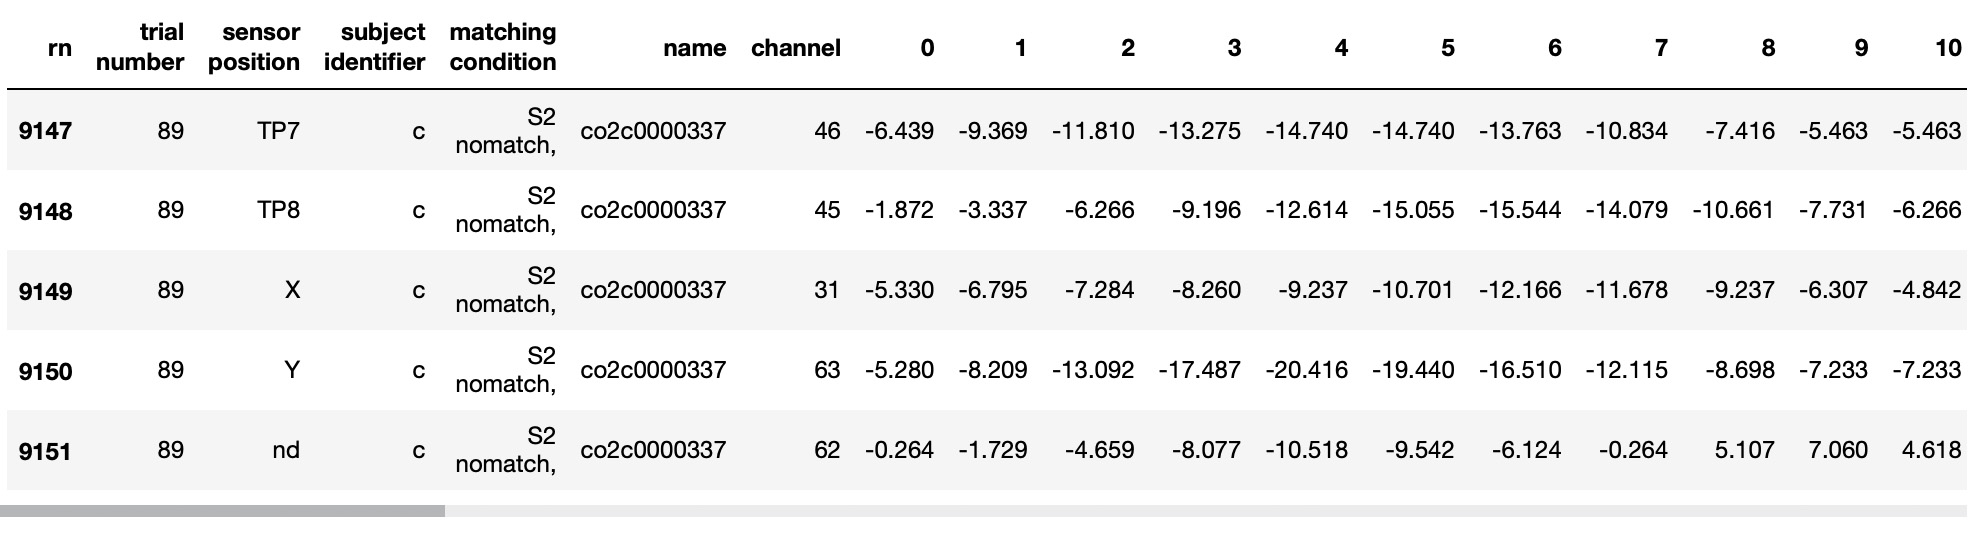 rn trial number sensor position subject identifier matching condition name channel 0 1 2 3 4 5 6 7 8 9 10
9147 89 TP7 c S2 nomatch, co2c0000337 46 -6.439 -9.369 -11.810 -13.275 -14.740 -14.740 -13.763 -10.834 -7.416 -5.463 -5.463
9148 89 TP8 c S2 nomatch, co2c0000337 45 -1.872 -3.337 -6.266 -9.196 -12.614 -15.055 -15.544 -14.079 -10.661 -7.731 -6.266
9149 89 X c S2 nomatch, co2c0000337 31 -5.330 -6.795 -7.284 -8.260 -9.237 -10.701 -12.166 -11.678 -9.237 -6.307 -4.842
9150 89 Y c S2 nomatch, co2c0000337 63 -5.280 -8.209 -13.092 -17.487 -20.416 -19.440 -16.510 -12.115 -8.698 -7.233 -7.233
9151 89 nd c S2 nomatch, co2c0000337 62 -0.264 -1.729 -4.659 -8.077 -10.518 -9.542 -6.124 -0.264 5.107 7.060 4.618